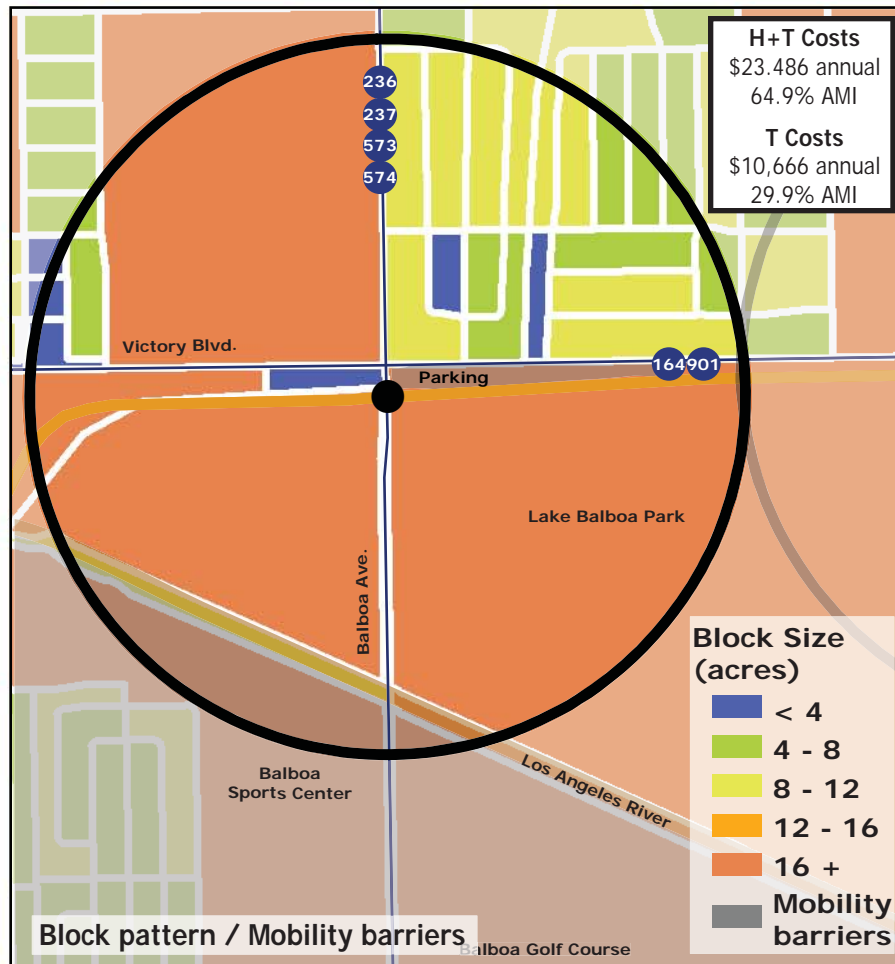 H+T Costs
$23.486 annual
64.9% AMI
T Costs
$10,666 annual
29.9% AMI
236
237
573
574
Victory Blvd.
164 901
Parking
Lake Balboa Park
Balboa Ave.
Balboa
Sports Center
Los Angeles River
Block Size
(acres)
< 4
4 - 8
8 - 12
12 - 16
16 +
Mobility
barriers
Block pattern / Mobility barriers
Balboa Golf Course